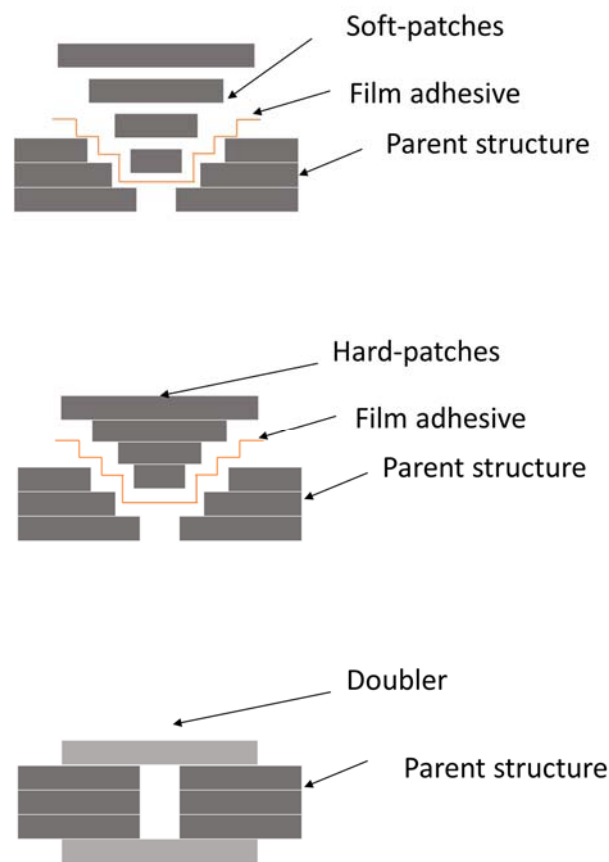 Soft-patches
Film adhesive
Parent structure
Hard-patches
Film adhesive
Parent structure
Doubler
Parent structure